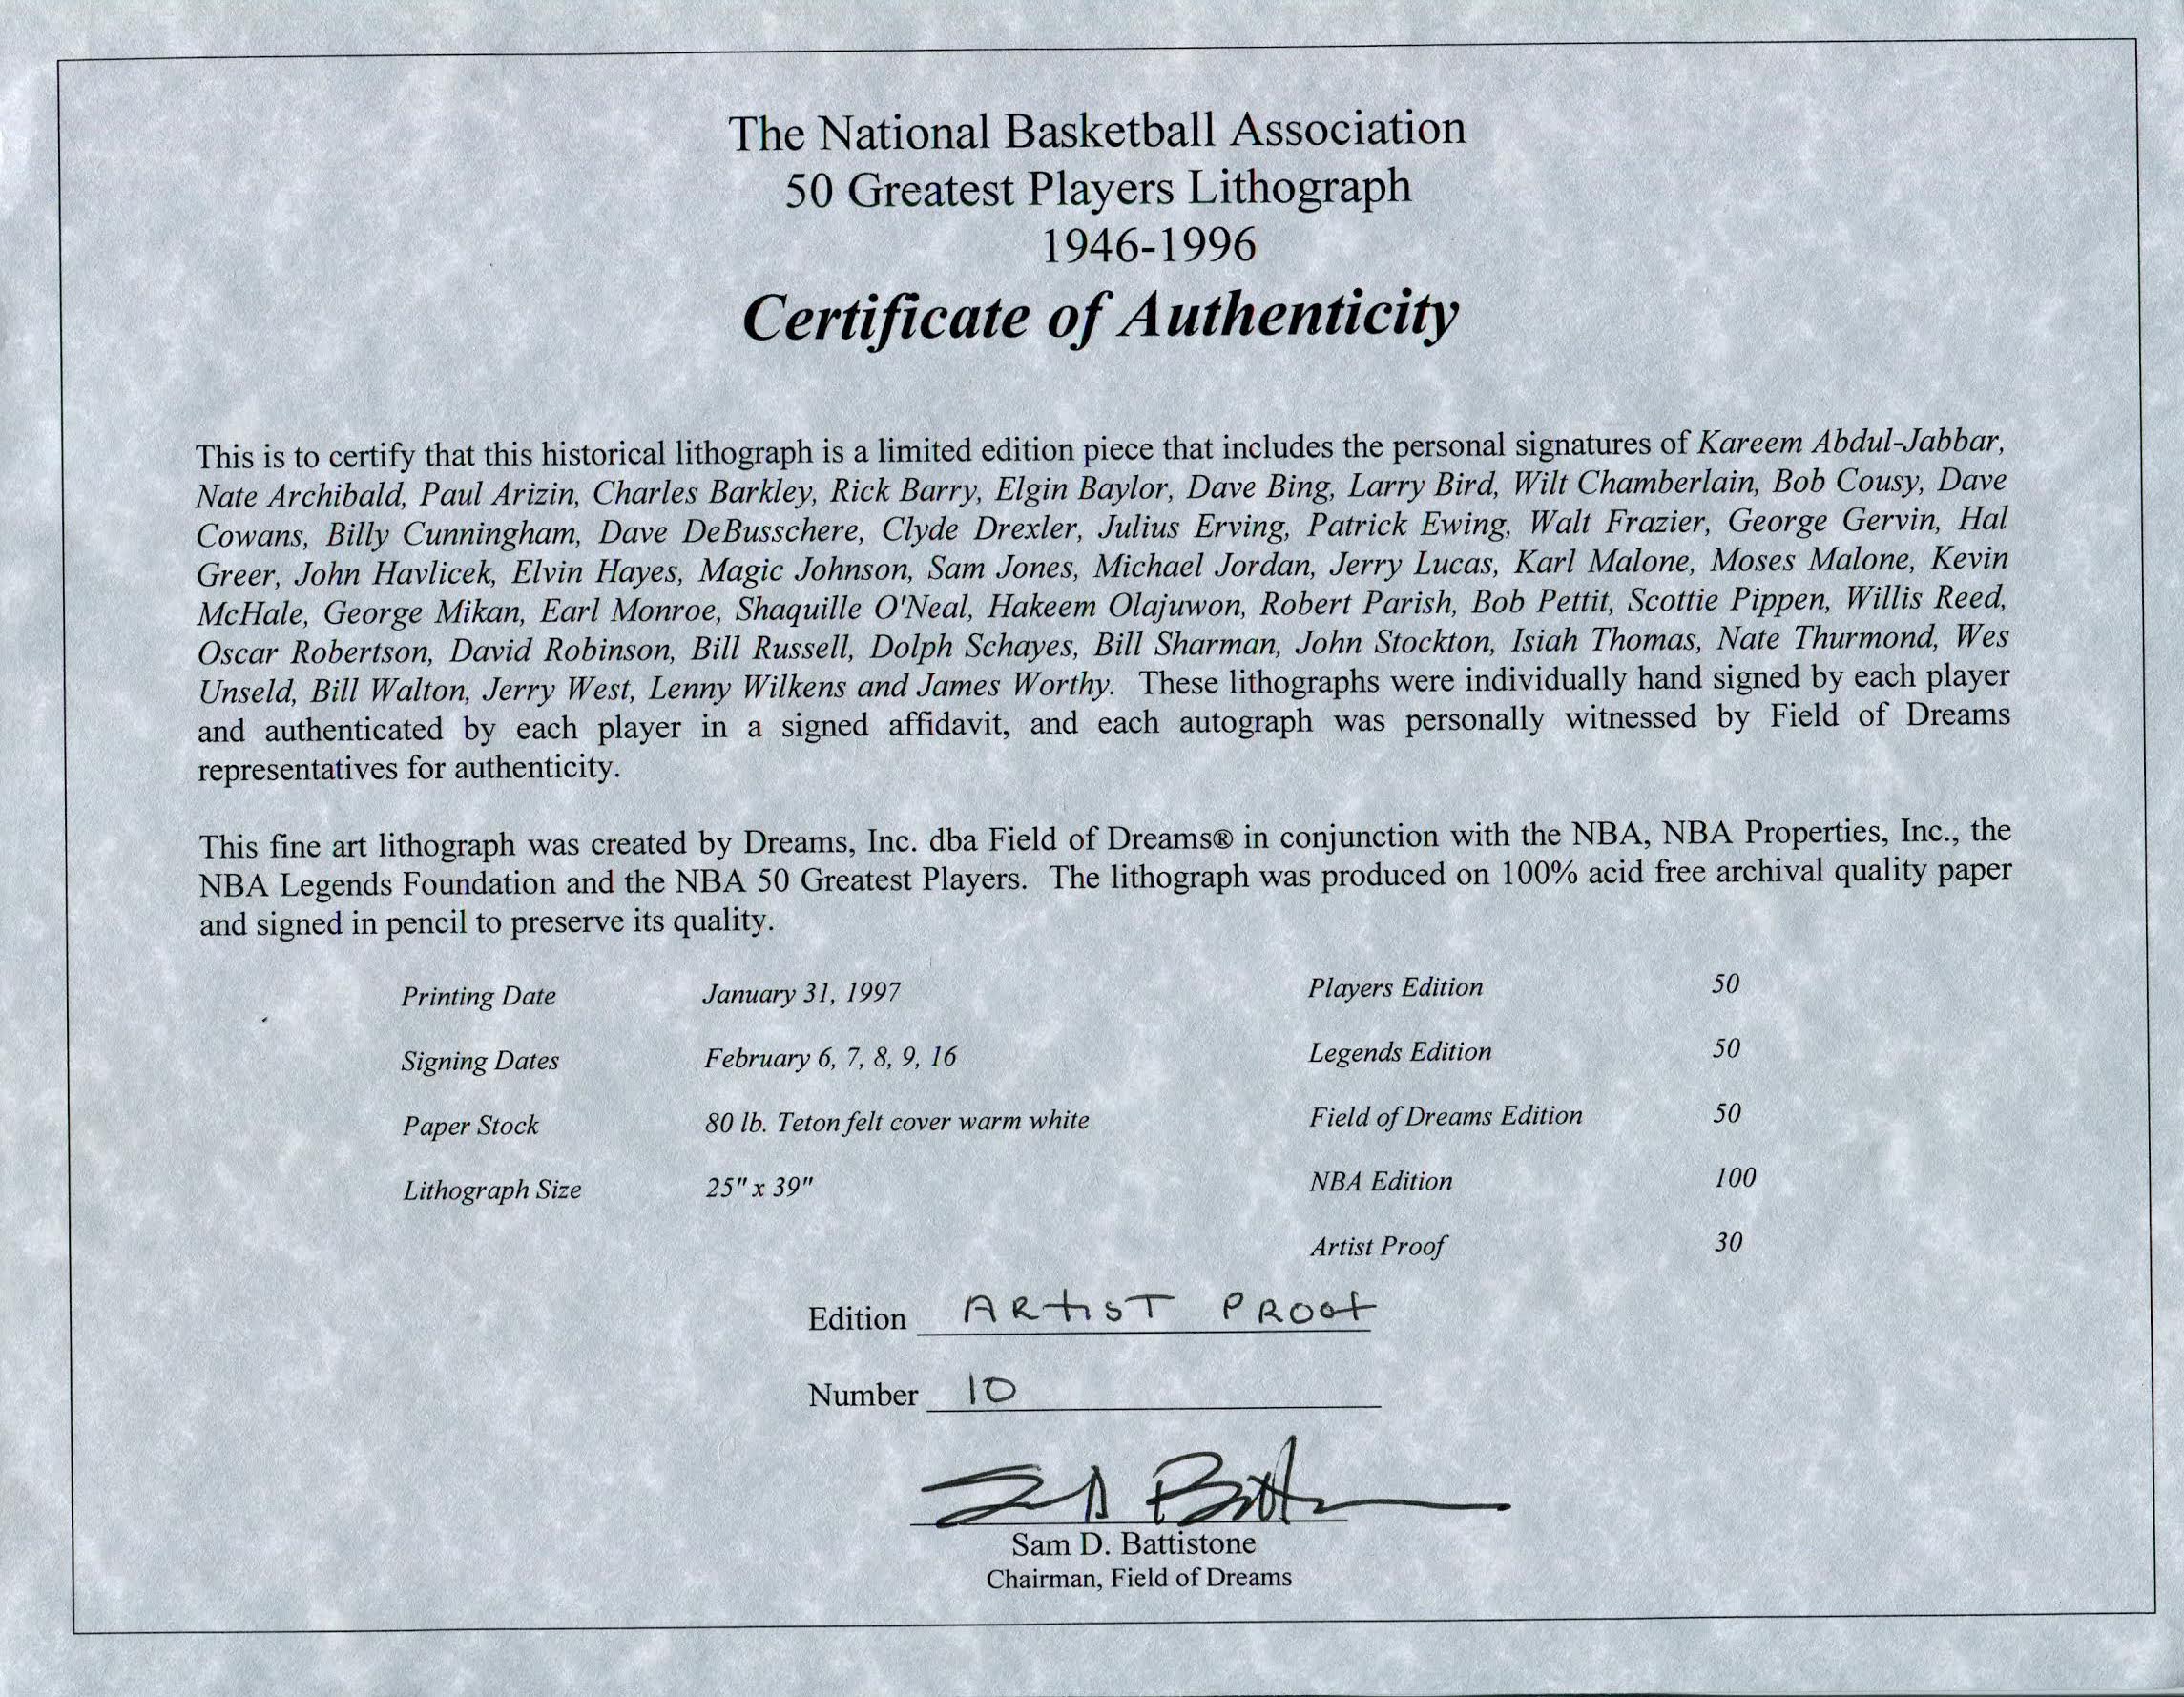 The National Basketball Association
50 Greatest Players Lithograph
1946-1996
Certificate of Authenticity
This is to certify that this historical lithograph is a limited edition piece that includes the personal signatures of Kareem Abdul-Jabbar,
Nate Archibald, Paul Arizin, Charles Barkley, Rick Barry, Elgin Baylor, Dave Bing, Larry Bird, Wilt Chamberlain, Bob Cousy, Dave
Cowans, Billy Cunningham, Dave DeBusschere, Clyde Drexler, Julius Erving, Patrick Ewing, Walt Frazier, George Gervin, Hal
Greer, John Havlicek, Elvin Hayes, Magic Johnson, Sam Jones, Michael Jordan, Jerry Lucas, Karl Malone, Moses Malone, Kevin
McHale, George Mikan, Earl Monroe, Shaquille O'Neal, Hakeem Olajuwon, Robert Parish, Bob Pettit, Scottie Pippen, Willis Reed,
Oscar Robertson, David Robinson, Bill Russell, Dolph Schayes, Bill Sharman, John Stockton, Isiah Thomas, Nate Thurmond, Wes
Unseld, Bill Walton, Jerry West, Lenny Wilkens and James Worthy. These lithographs were individually hand signed by each player
and authenticated by each player in a signed affidavit, and each autograph was personally witnessed by Field of Dreams
representatives for authenticity.
This fine art lithograph was created by Dreams, Inc. dba Field of Dreams® in conjunction with the NBA, NBA Properties, Inc., the
NBA Legends Foundation and the NBA 50 Greatest Players. The lithograph was produced on 100% acid free archival quality paper
and signed in pencil to preserve its quality.
Printing Date January 31, 1997 Players Edition 50
Signing Dates February 6, 7, 8, 9, 16 Legends Edition 50
Paper Stock 80 lb. Teton felt cover warm white Field of Dreams Edition 50
Lithograph Size 25" x 39" NBA Edition 100
Artist Proof 30
Edition ARtisT PROOf
Number 10
Sam D. Battistone
Chairman, Field of Dreams